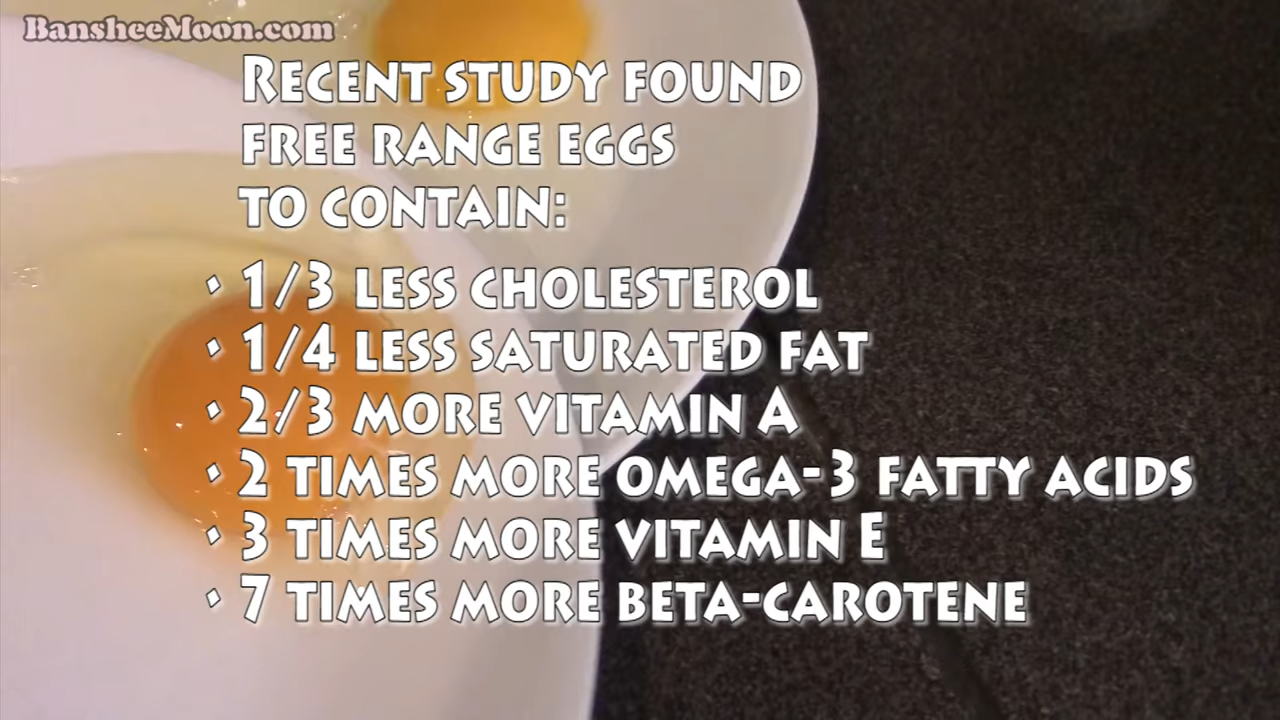 BansheeMoon.com
Recent study found
free range eggs
to contain:
• 1/3 less cholesterol
• 1/4 less saturated fat
• 2/3 more vitamin A
• 2 times more omega-3 fatty acids
• 3 times more vitamin E
• 7 times more beta-carotene